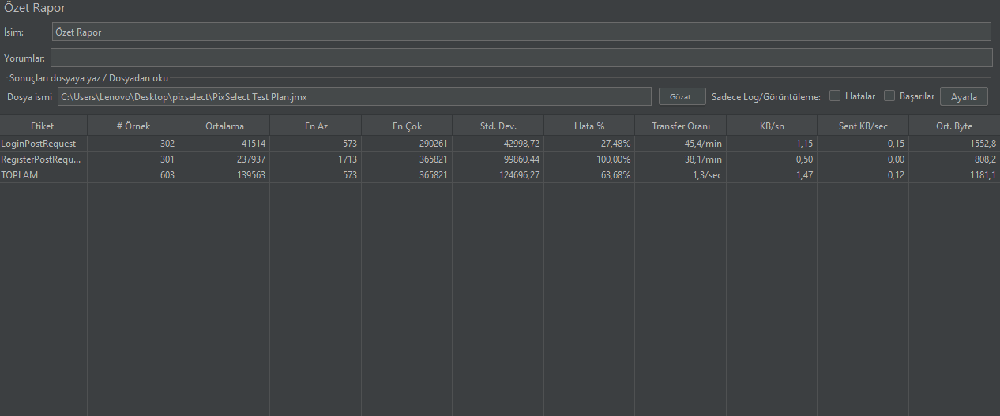 Özet Rapor
İsim: Özet Rapor
Yorumlar:
Sonuçları dosyaya yaz / Dosyadan oku
Dosya ismi C:\Users\Lenovo\Desktop\pixselect\PixSelect Test Plan.jmx Gözat... Sadece Log/Görüntüleme: Hatalar Başarılar Ayarla
Etiket # Örnek Ortalama En Az En Çok Std. Dev. Hata % Transfer Oranı KB/sn Sent KB/sec Ort. Byte
LoginPostRequest 302 41514 573 290261 42998,72 27,48% 45,4/min 1,15 0,15 1552,8
RegisterPostRequ... 301 237937 1713 365821 99860,44 100,00% 38,1/min 0,50 0,00 808,2
TOPLAM 603 139563 573 365821 124696,27 63,68% 1,3/sec 1,47 0,12 1181,1